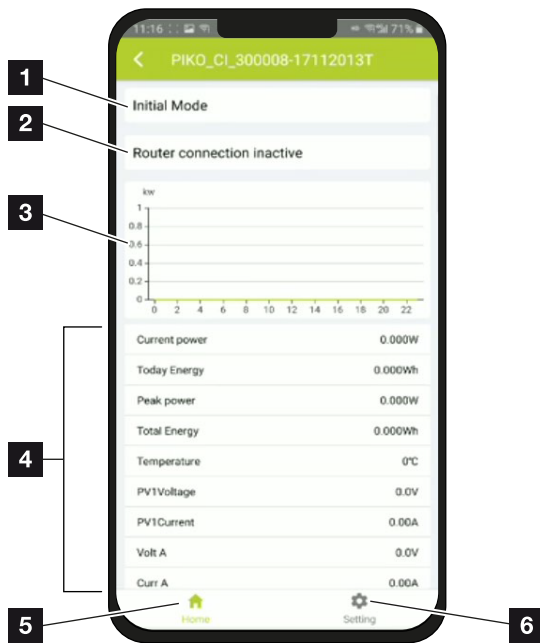 11:16 71%
PIKO_CI_300008-17112013T
1
Initial Mode
2
Router connection inactive
3
kw
1
0.8
0.6
0.4
0.2
0
0 2 4 6 8 10 12 14 16 18 20 22
4
Current power 0.000W
Today Energy 0.000Wh
Peak power 0.000W
Total Energy 0.000Wh
Temperature 0℃
PV1Voltage 0.0V
PV1Current 0.00A
Volt A 0.0V
Curr A 0.00A
5
Home Setting
6